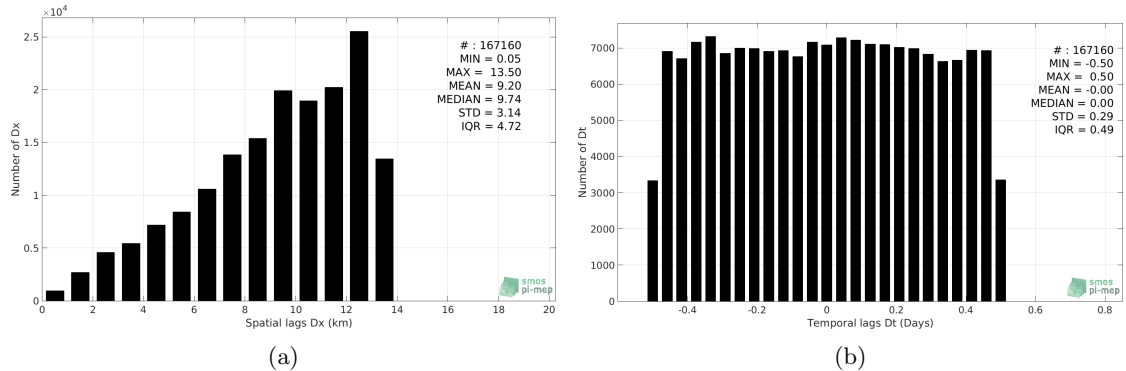 ×10⁴
2.5
2
1.5
1
0.5
0
Number of Dx
# : 167160
MIN = 0.05
MAX = 13.50
MEAN = 9.20
MEDIAN = 9.74
STD = 3.14
IQR = 4.72
smos
pi-mep
0 2 4 6 8 10 12 14 16 18 20
Spatial lags Dx (km)
(a)
7000
6000
5000
4000
3000
2000
1000
0
Number of Dt
# : 167160
MIN = -0.50
MAX = 0.50
MEAN = -0.00
MEDIAN = 0.00
STD = 0.29
IQR = 0.49
smos
pi-mep
-0.4 -0.2 0 0.2 0.4 0.6 0.8
Temporal lags Dt (Days)
(b)